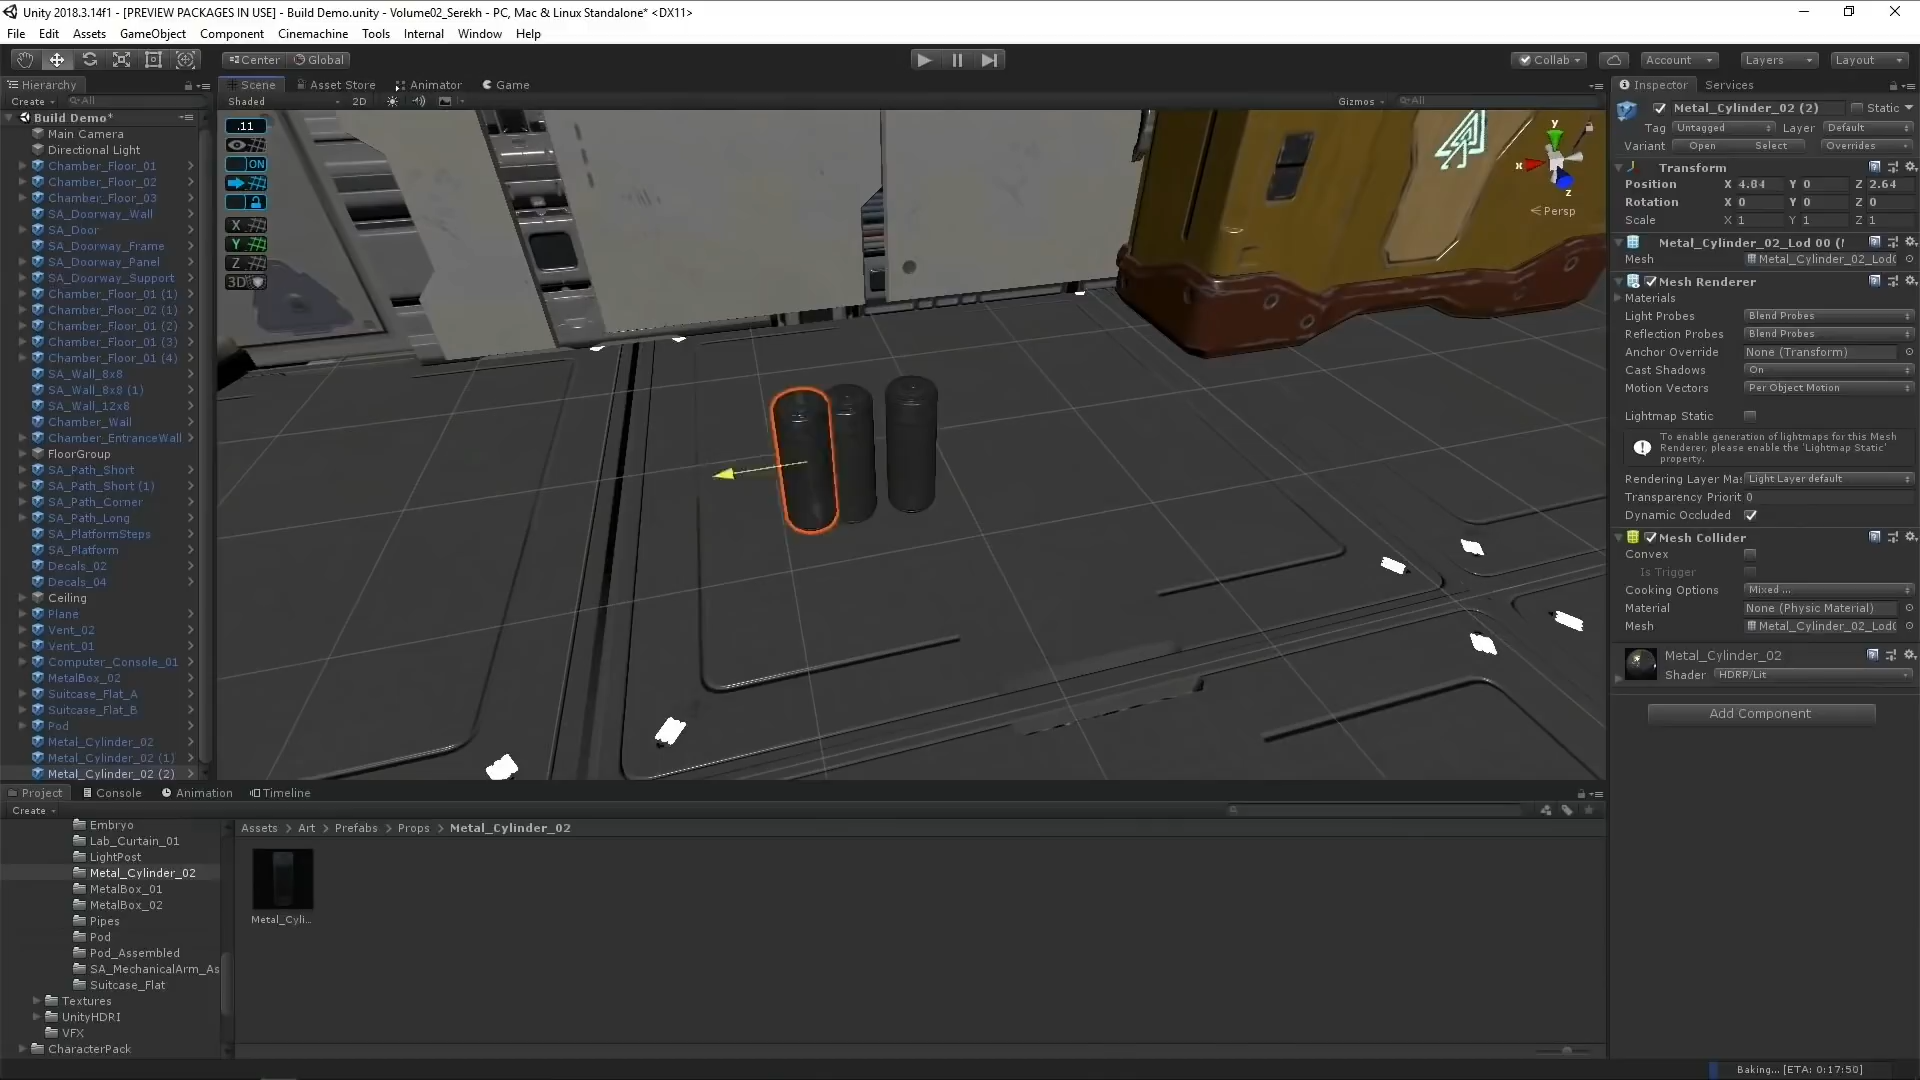 Unity 2018.3.14f1 - [PREVIEW PACKAGES IN USE] - Build Demo.unity - Volume02_Serekh - PC, Mac & Linux Standalone* <DX11>
File Edit Assets GameObject Component Cinemachine Tools Internal Window Help
Center Global Collab Account Layers Layout
Hierarchy Scene Asset Store Animator Game Inspector Services
Create All Shaded 2D Gizmos All
Build Demo*
Main Camera
Directional Light
Chamber_Floor_01
Chamber_Floor_02
Chamber_Floor_03
SA_Doorway_Wall
SA_Door
SA_Doorway_Frame
SA_Doorway_Panel
SA_Doorway_Support
Chamber_Floor_01 (1)
Chamber_Floor_02 (1)
Chamber_Floor_01 (2)
Chamber_Floor_01 (3)
Chamber_Floor_01 (4)
SA_Wall_8x8
SA_Wall_8x8 (1)
SA_Wall_12x8
Chamber_Wall
Chamber_EntranceWall
FloorGroup
SA_Path_Short
SA_Path_Short (1)
SA_Path_Corner
SA_Path_Long
SA_PlatformSteps
SA_Platform
Decals_02
Decals_04
Ceiling
Plane
Vent_02
Vent_01
Computer_Console_01
MetalBox_02
Suitcase_Flat_A
Suitcase_Flat_B
Pod
Metal_Cylinder_02
Metal_Cylinder_02 (1)
Metal_Cylinder_02 (2)
.11
ON
X
Y
Z
3D
y
x
z
Persp
Metal_Cylinder_02 (2) Static
Tag Untagged Layer Default
Variant Open Select Overrides
Transform
Position X 4.84 Y 0 Z 2.64
Rotation X 0 Y 0 Z 0
Scale X 1 Y 1 Z 1
Metal_Cylinder_02_Lod 00 (
Mesh Metal_Cylinder_02_Lod
Mesh Renderer
Materials
Light Probes Blend Probes
Reflection Probes Blend Probes
Anchor Override None (Transform)
Cast Shadows On
Motion Vectors Per Object Motion
Lightmap Static
To enable generation of lightmaps for this Mesh
Renderer, please enable the 'Lightmap Static'
property.
Rendering Layer Mas Light Layer default
Transparency Priorit 0
Dynamic Occluded
Mesh Collider
Convex
Is Trigger
Cooking Options Mixed ...
Material None (Physic Material)
Mesh Metal_Cylinder_02_Lod
Metal_Cylinder_02
Shader HDRP/Lit
Add Component
Project Console Animation Timeline
Create
Embryo
Lab_Curtain_01
LightPost
Metal_Cylinder_02
MetalBox_01
MetalBox_02
Pipes
Pod
Pod_Assembled
SA_MechanicalArm_As
Suitcase_Flat
Textures
UnityHDRI
VFX
CharacterPack
Assets > Art > Prefabs > Props > Metal_Cylinder_02
Metal_Cyli...
Baking... [ETA: 0:17:50]